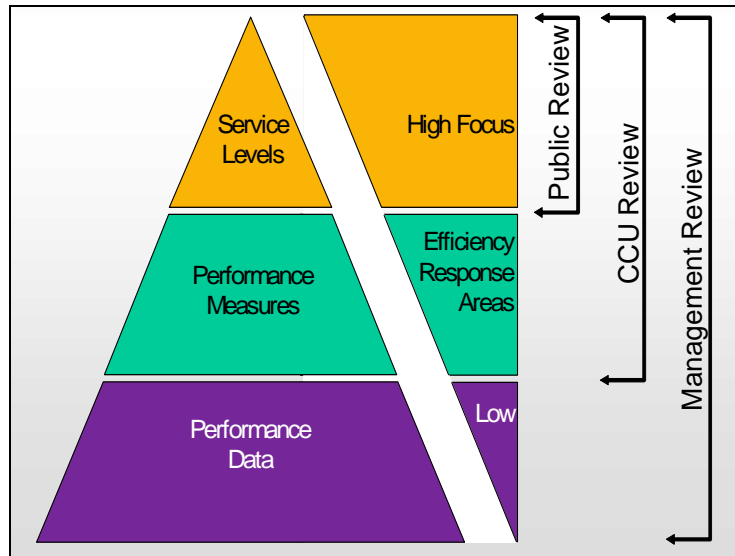 Service
Levels
High Focus
Performance
Measures
Efficiency
Response
Areas
Performance
Data
Low
Public Review
CCU Review
Management Review